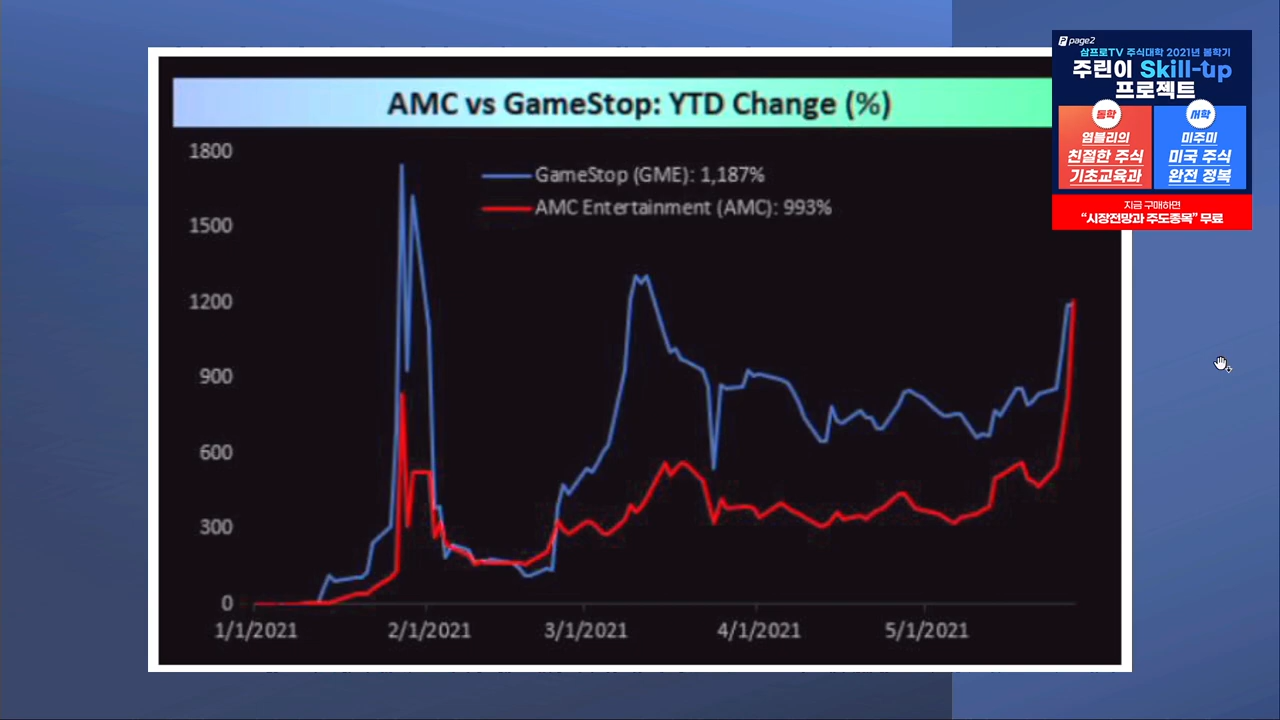 AMC vs GameStop: YTD Change (%)
1800
1500
1200
900
600
300
0
GameStop (GME): 1,187%
AMC Entertainment (AMC): 993%
1/1/2021
2/1/2021
3/1/2021
4/1/2021
5/1/2021
page2
삼프로TV 주식대학 2021년 봄학기
주린이 Skill-up
프로젝트
동학
염블리의
친절한 주식
기초교육과
서학
미주미
미국 주식
완전 정복
지금 구매하면
“시장전망과 주도종목” 무료